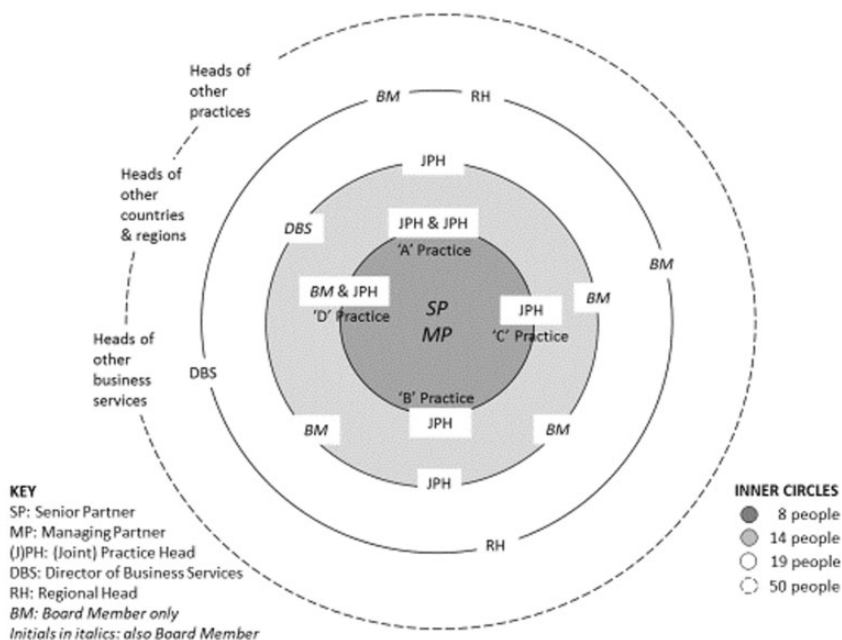 Heads of
other
practices
BM
RH
Heads of
other
countries
& regions
JPH
DBS
JPH & JPH
'A' Practice
BM
BM & JPH
'D' Practice
SP
MP
JPH
'C' Practice
BM
Heads of
other
business
services
DBS
'B' Practice
JPH
BM
BM
JPH
RH
KEY
SP: Senior Partner
MP: Managing Partner
(J)PH: (Joint) Practice Head
DBS: Director of Business Services
RH: Regional Head
BM: Board Member only
Initials in italics: also Board Member
INNER CIRCLES
8 people
14 people
19 people
50 people